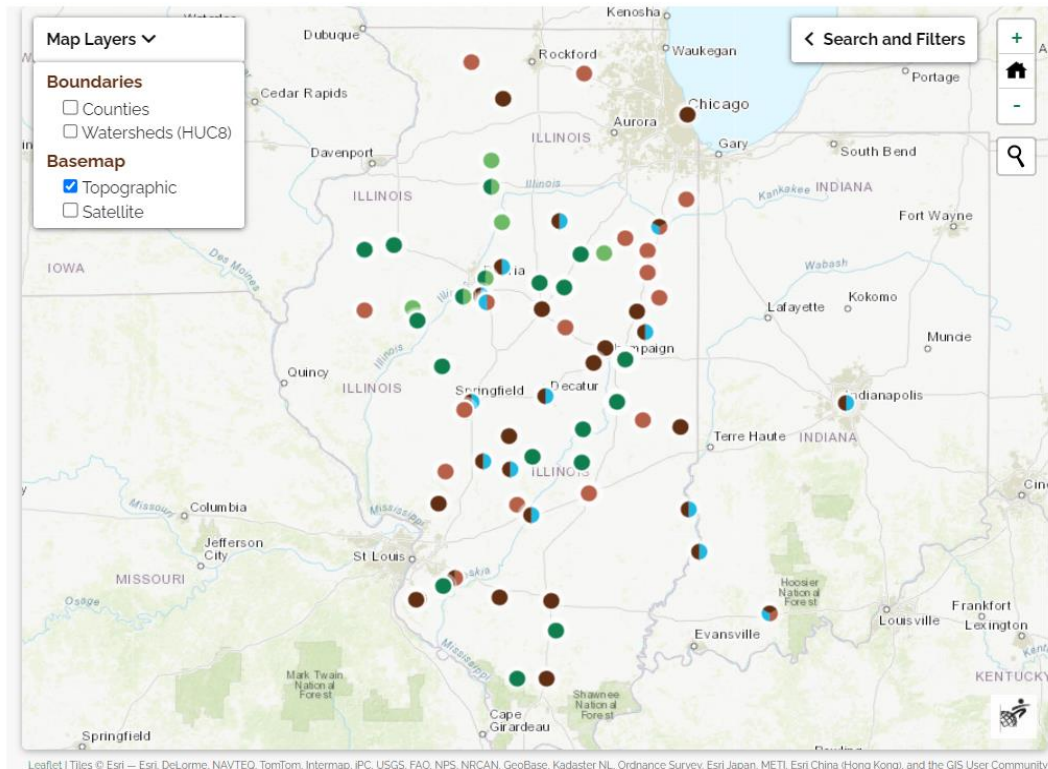 Map Layers
Boundaries
Counties
Watersheds (HUC8)
Basemap
Topographic
Satellite
Search and Filters
+
-
Kenosha
Dubuque
Rockford
Waukegan
Portage
Cedar Rapids
Chicago
Aurora
ILLINOIS
Gary
South Bend
Davenport
ILLINOIS
Illinois
Kankakee
INDIANA
Fort Wayne
IOWA
Des Moines
Wabash
Lafayette
Kokomo
Muncie
Illinois
Quincy
ILLINOIS
Springfield
Decatur
INDIANA
Terre Haute
ILLINOIS
Missouri
Columbia
Mississippi
Jefferson
City
St Louis
MISSOURI
Osage
Hoosier
National
Forest
Louisville
Frankfort
Lexington
Evansville
Mississippi
KENTUCKY
Mark Twain
National
Forest
Shawnee
National
Forest
Cape
Girardeau
Springfield
Leaflet | Tiles © Esri — Esri, DeLorme, NAVTEQ, TomTom, Intermap, iPC, USGS, FAO, NPS, NRCAN, GeoBase, Kadaster NL, Ordnance Survey, Esri Japan, METI, Esri China (Hong Kong), and the GIS User Community